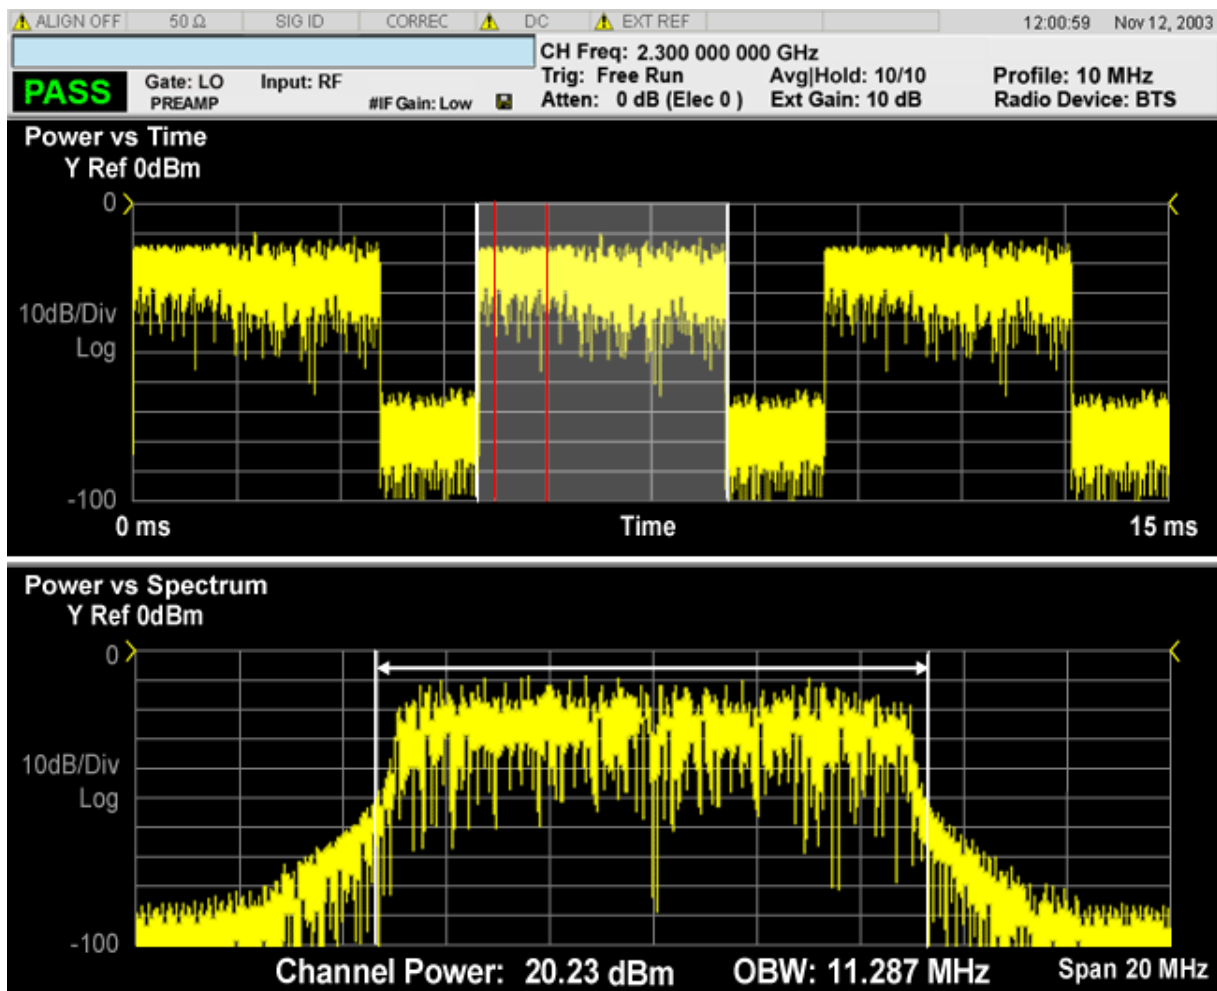 ALIGN OFF 50 Ω SIG ID CORREC DC EXT REF 12:00:59 Nov 12, 2003
CH Freq: 2.300 000 000 GHz
PASS Gate: LO Input: RF Trig: Free Run Avg|Hold: 10/10 Profile: 10 MHz
PREAMP #IF Gain: Low Atten: 0 dB (Elec 0 ) Ext Gain: 10 dB Radio Device: BTS
Power vs Time
Y Ref 0dBm
0
10dB/Div
Log
-100
0 ms Time 15 ms
Power vs Spectrum
Y Ref 0dBm
0
10dB/Div
Log
-100
Channel Power: 20.23 dBm OBW: 11.287 MHz Span 20 MHz